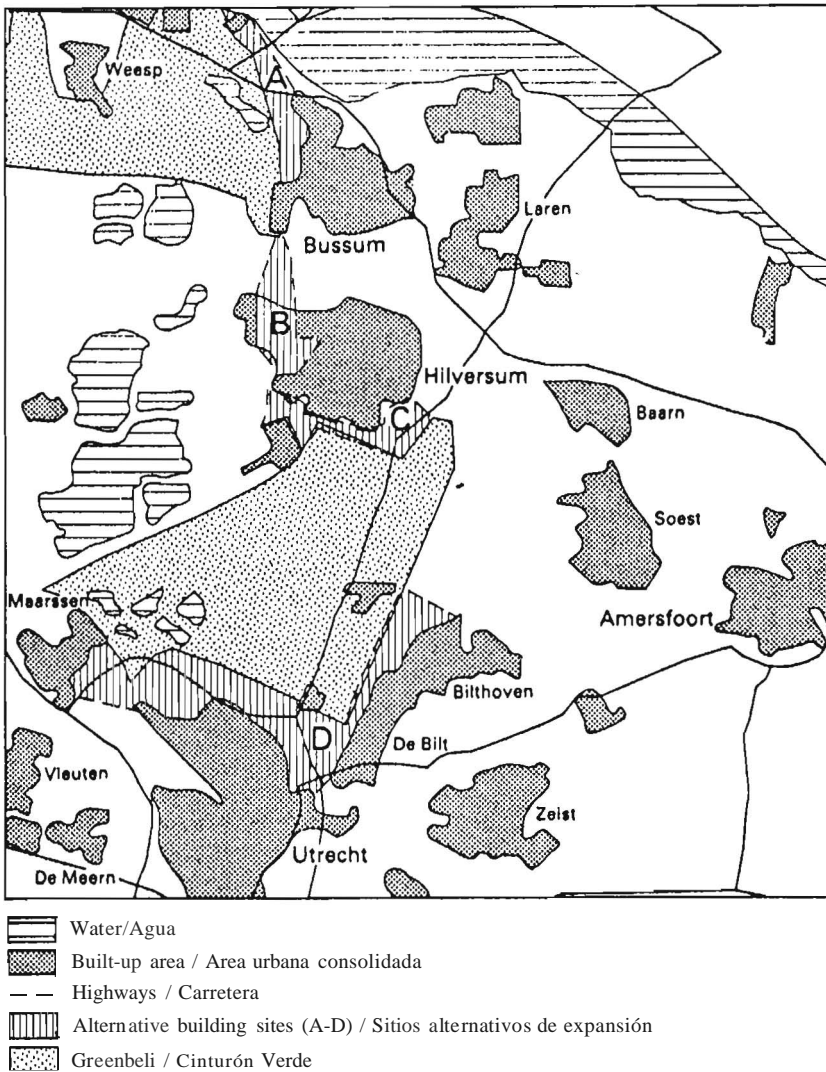 Weesp
A
Laren
Bussum
B
Hilversum
C
Baarn
Soest
Maarssen
Amersfoort
Bilthoven
D
De Bilt
Vleuten
Zeist
Utrecht
De Meern
Water/Agua
Built-up area / Area urbana consolidada
Highways / Carretera
Alternative building sites (A-D) / Sitios alternativos de expansión
Greenbeli / Cinturón Verde